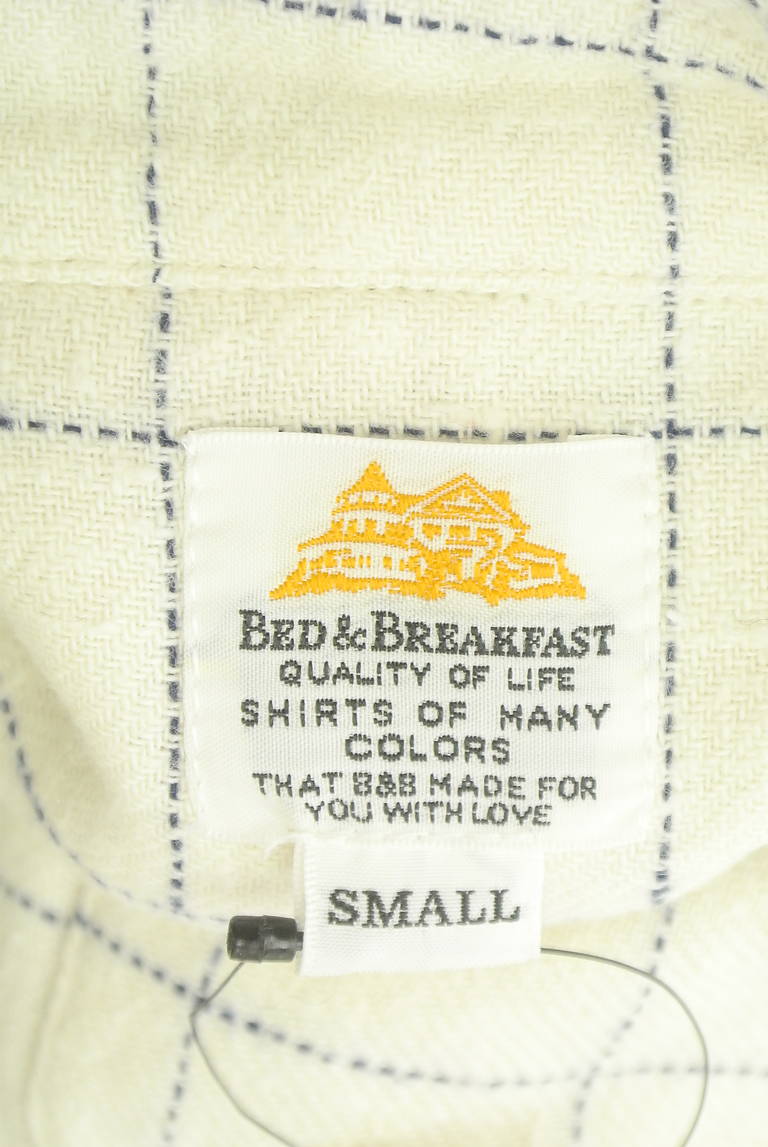 BED & BREAKFAST
QUALITY OF LIFE
SHIRTS OF MANY
COLORS
THAT B&B MADE FOR
YOU WITH LOVE
SMALL